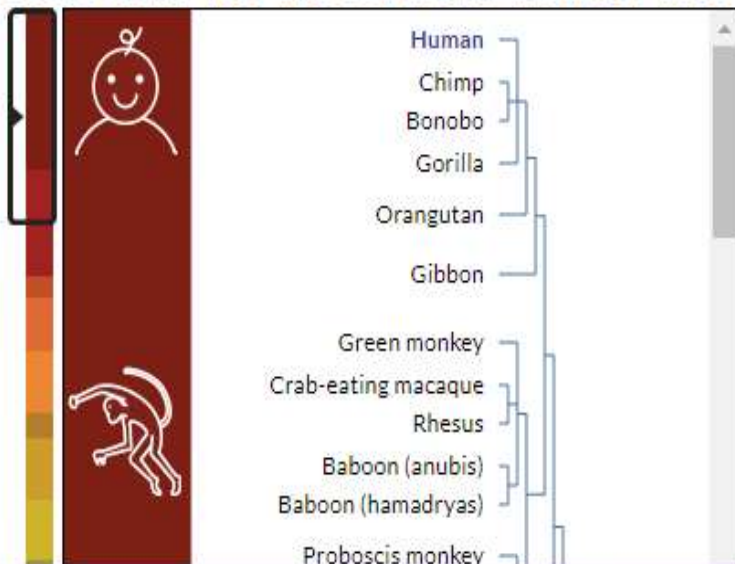 Human
Chimp
Bonobo
Gorilla
Orangutan
Gibbon
Green monkey
Crab-eating macaque
Rhesus
Baboon (anubis)
Baboon (hamadryas)
Proboscis monkey